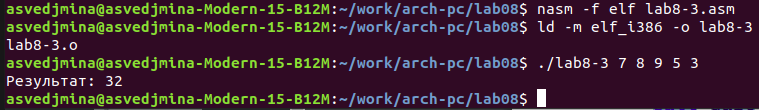 asvedjmina@asvedjmina-Modern-15-B12M:~/work/arch-pc/lab08$ nasm -f elf lab8-3.asm
asvedjmina@asvedjmina-Modern-15-B12M:~/work/arch-pc/lab08$ ld -m elf_i386 -o lab8-3
lab8-3.o
asvedjmina@asvedjmina-Modern-15-B12M:~/work/arch-pc/lab08$ ./lab8-3 7 8 9 5 3
Результат: 32
asvedjmina@asvedjmina-Modern-15-B12M:~/work/arch-pc/lab08$